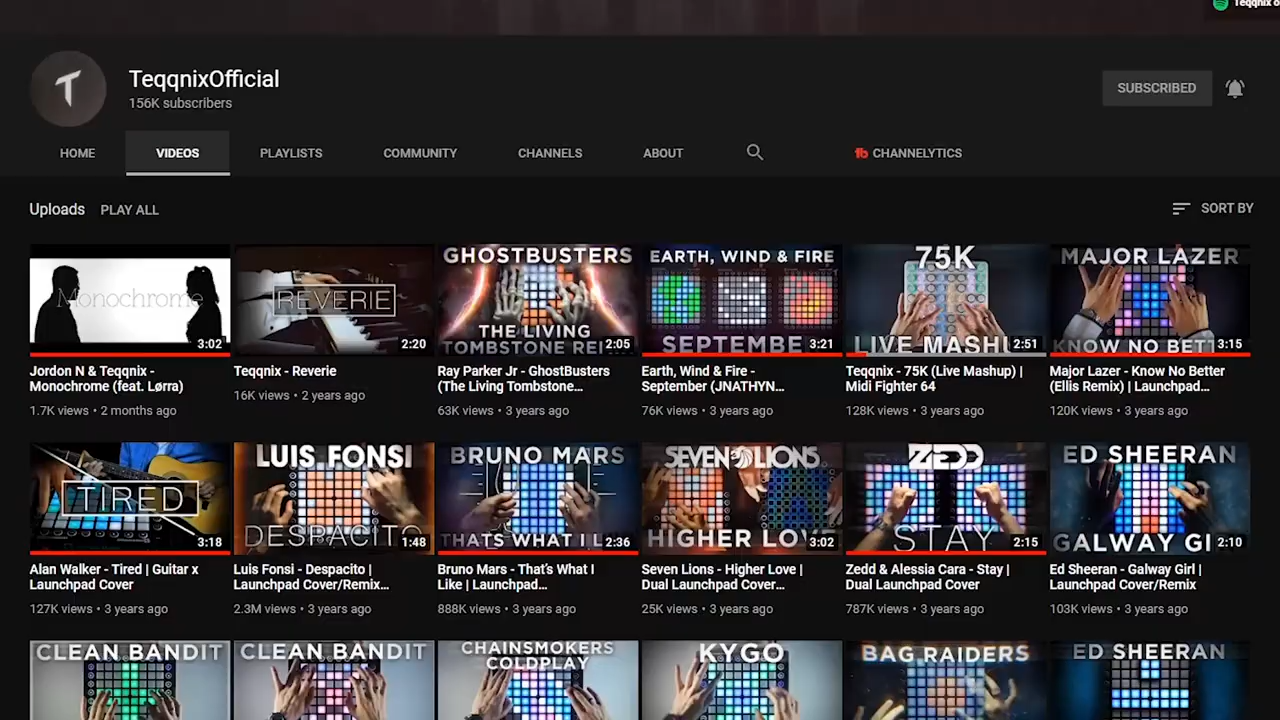 Teqqnix o
TeqqnixOfficial
156K subscribers
SUBSCRIBED
HOME VIDEOS PLAYLISTS COMMUNITY CHANNELS ABOUT CHANNELYTICS
Uploads PLAY ALL
SORT BY
Monochrome
3:02
REVERIE
2:20
GHOSTBUSTERS
THE LIVING
TOMBSTONE REI
2:05
EARTH, WIND & FIRE
SEPTEMBE
3:21
75K
LIVE MASHU
2:51
MAJOR LAZER
KNOW NO BETT
3:15
Jordon N & Teqqnix -
Monochrome (feat. Lørra)
1.7K views • 2 months ago
Teqqnix - Reverie
16K views • 2 years ago
Ray Parker Jr - GhostBusters
(The Living Tombstone...
63K views • 3 years ago
Earth, Wind & Fire -
September (JNATHYN...
76K views • 3 years ago
Teqqnix - 75K (Live Mashup) |
Midi Fighter 64
128K views • 3 years ago
Major Lazer - Know No Better
(Ellis Remix) | Launchpad...
120K views • 3 years ago
TIRED
3:18
LUIS FONSI
DESPACITO
1:48
BRUNO MARS
THATS WHAT I L
2:36
SEVEN LIONS
HIGHER LOV
3:02
ZEDD
STAY
2:15
ED SHEERAN
GALWAY GI
2:10
Alan Walker - Tired | Guitar x
Launchpad Cover
127K views • 3 years ago
Luis Fonsi - Despacito |
Launchpad Cover/Remix...
2.3M views • 3 years ago
Bruno Mars - That's What I
Like | Launchpad...
888K views • 3 years ago
Seven Lions - Higher Love |
Dual Launchpad Cover...
25K views • 3 years ago
Zedd & Alessia Cara - Stay |
Dual Launchpad Cover
787K views • 3 years ago
Ed Sheeran - Galway Girl |
Launchpad Cover/Remix
103K views • 3 years ago
CLEAN BANDIT
CLEAN BANDIT
CHAINSMOKERS
COLDPLAY
KYGO
BAG RAIDERS
ED SHEERAN